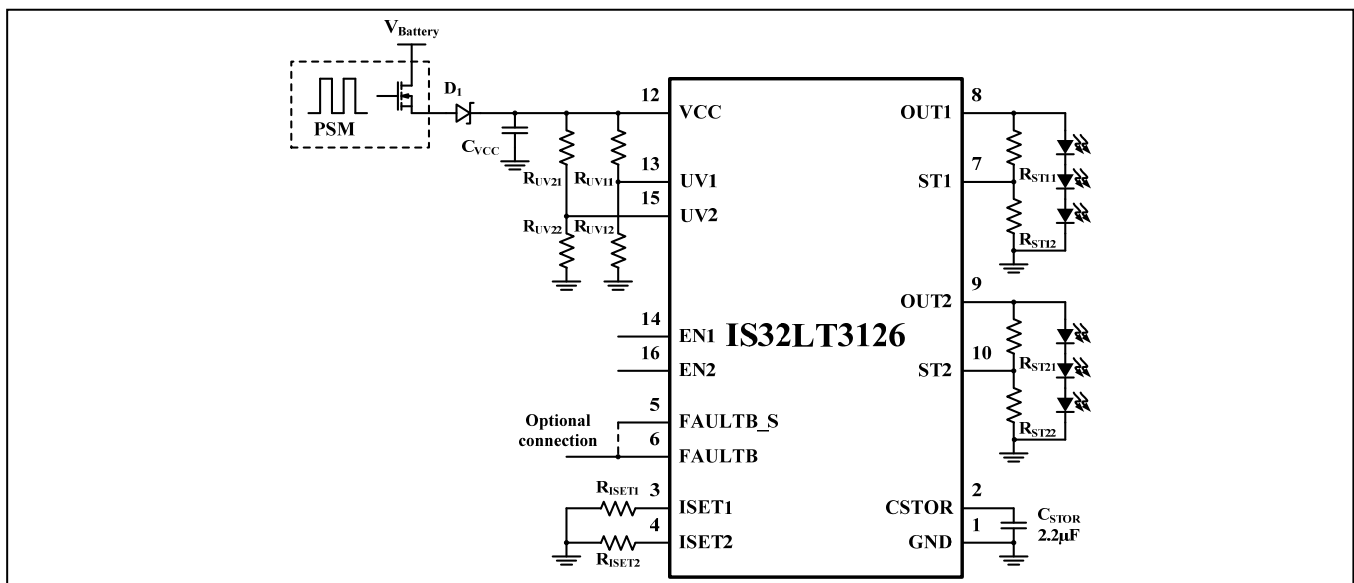 VBattery
PSM
D1
CVCC
RUV21
RUV11
RUV22
RUV12
12
VCC
13
UV1
15
UV2
14
EN1
16
EN2
Optional
connection
5
FAULTB_S
6
FAULTB
RISET1
3
ISET1
4
ISET2
RISET2
IS32LT3126
OUT1
8
ST1
7
RST11
RST12
OUT2
9
ST2
10
RST21
RST22
CSTOR
2
GND
1
CSTOR
2.2μF